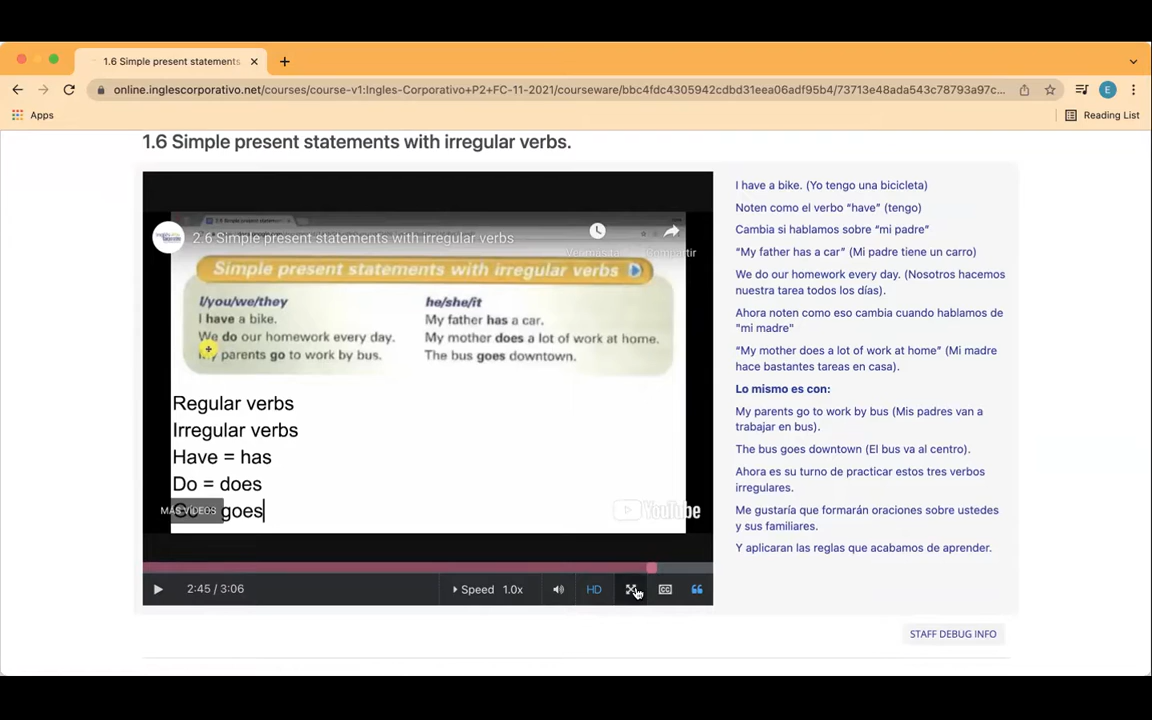 1.6 Simple present statements
online.inglescorporativo.net/courses/course-v1:Ingles-Corporativo+P2+FC-11-2021/courseware/bbc4fdc4305942cdbd31eea06adf95b4/73713e48ada543c78793a97c...
E
Apps
Reading List
1.6 Simple present statements with irregular verbs.
2.6 Simple present statements with irregular verbs
Compartir
Simple present statements with irregular verbs
I/you/we/they
he/she/it
I have a bike.
My father has a car.
We do our homework every day.
My mother does a lot of work at home.
My parents go to work by bus.
The bus goes downtown.
Regular verbs
Irregular verbs
Have = has
Do = does
goes
MÁS VÍDEOS
YouTube
2:45 / 3:06
Speed 1.0x
HD
CC
I have a bike. (Yo tengo una bicicleta)
Noten como el verbo “have” (tengo)
Cambia si hablamos sobre “mi padre”
“My father has a car” (Mi padre tiene un carro)
We do our homework every day. (Nosotros hacemos
nuestra tarea todos los días).
Ahora noten como eso cambia cuando hablamos de
"mi madre"
“My mother does a lot of work at home” (Mi madre
hace bastantes tareas en casa).
Lo mismo es con:
My parents go to work by bus (Mis padres van a
trabajar en bus).
The bus goes downtown (El bus va al centro).
Ahora es su turno de practicar estos tres verbos
irregulares.
Me gustaría que formarán oraciones sobre ustedes
y sus familiares.
Y aplicaran las reglas que acabamos de aprender.
STAFF DEBUG INFO